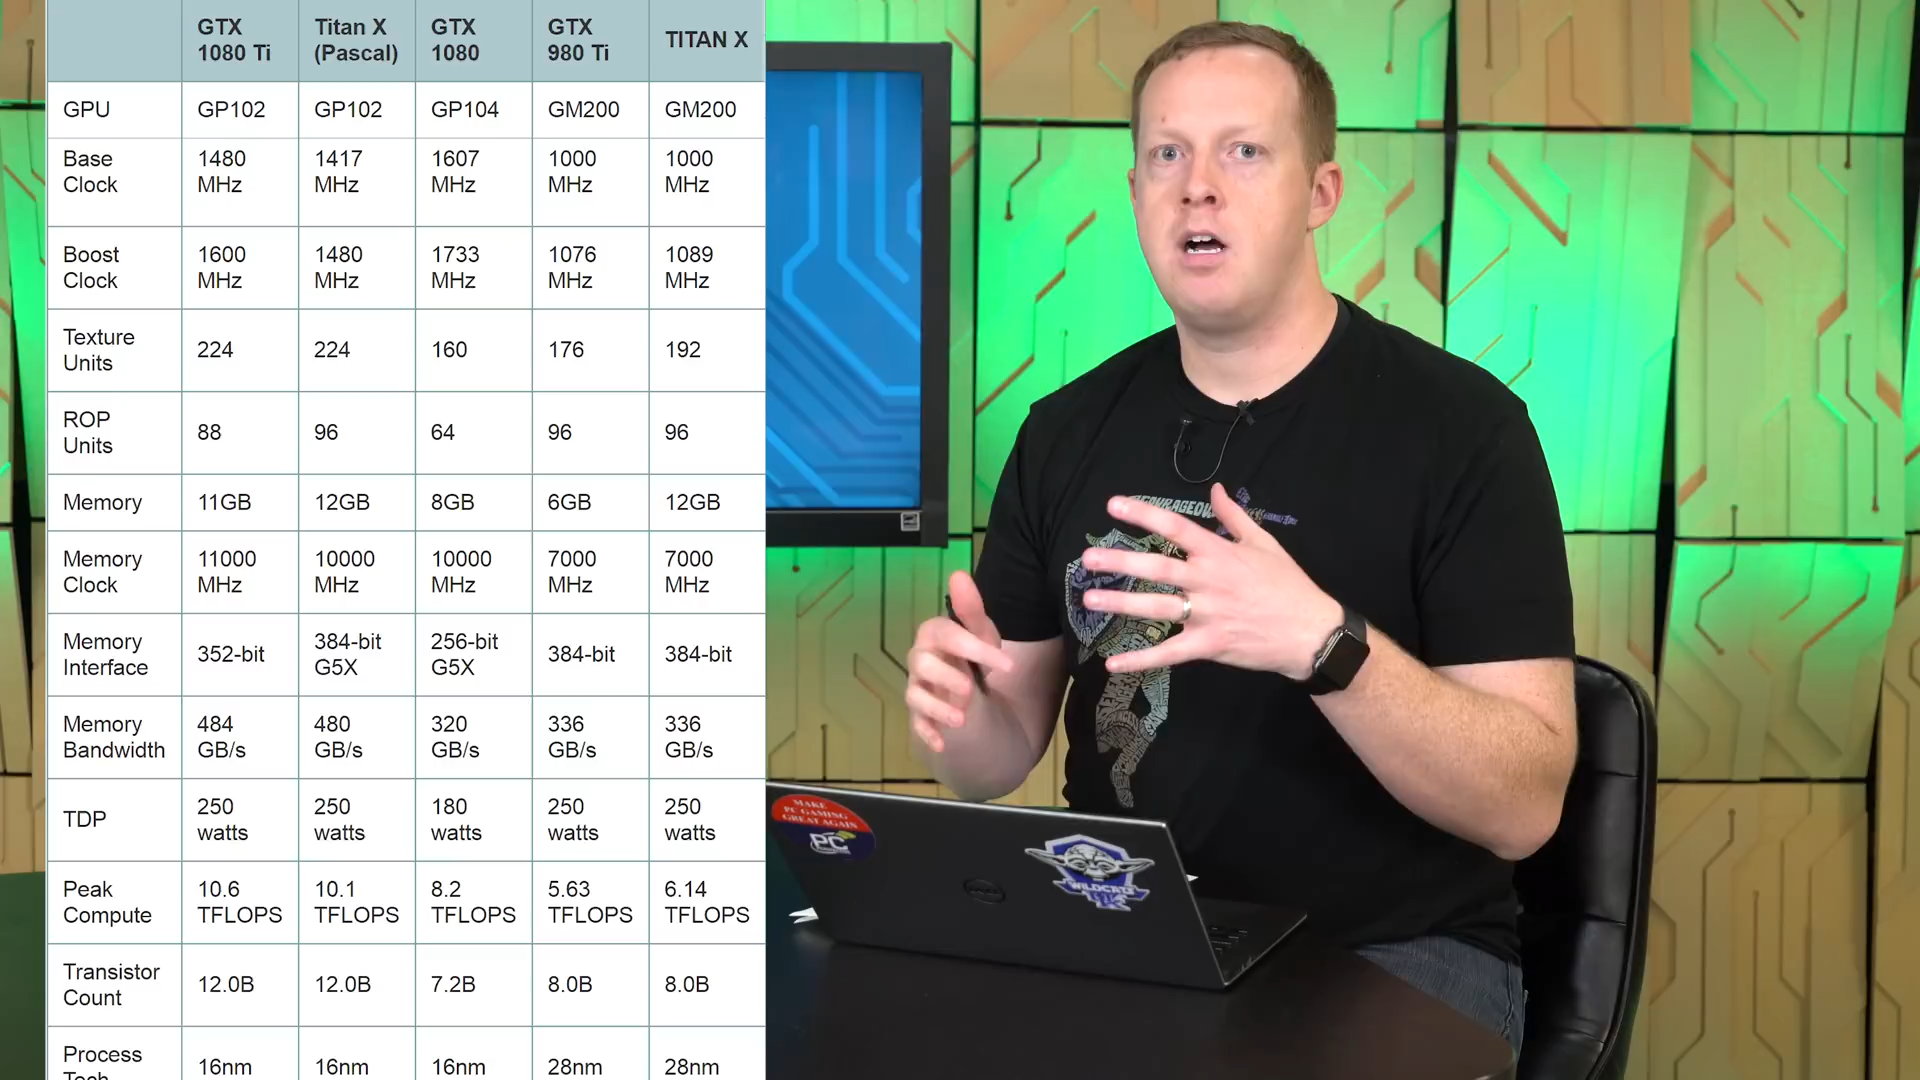 GTX 1080 Ti Titan X (Pascal) GTX 1080 GTX 980 Ti TITAN X
GPU GP102 GP102 GP104 GM200 GM200
Base Clock 1480 MHz 1417 MHz 1607 MHz 1000 MHz 1000 MHz
Boost Clock 1600 MHz 1480 MHz 1733 MHz 1076 MHz 1089 MHz
Texture Units 224 224 160 176 192
ROP Units 88 96 64 96 96
Memory 11GB 12GB 8GB 6GB 12GB
Memory Clock 11000 MHz 10000 MHz 10000 MHz 7000 MHz 7000 MHz
Memory Interface 352-bit 384-bit G5X 256-bit G5X 384-bit 384-bit
Memory Bandwidth 484 GB/s 480 GB/s 320 GB/s 336 GB/s 336 GB/s
TDP 250 watts 250 watts 180 watts 250 watts 250 watts
Peak Compute 10.6 TFLOPS 10.1 TFLOPS 8.2 TFLOPS 5.63 TFLOPS 6.14 TFLOPS
Transistor Count 12.0B 12.0B 7.2B 8.0B 8.0B
Process Tech 16nm 16nm 16nm 28nm 28nm
MAKE
PC GAMING
GREAT AGAIN
PC
DELL
WILDCATS
UK